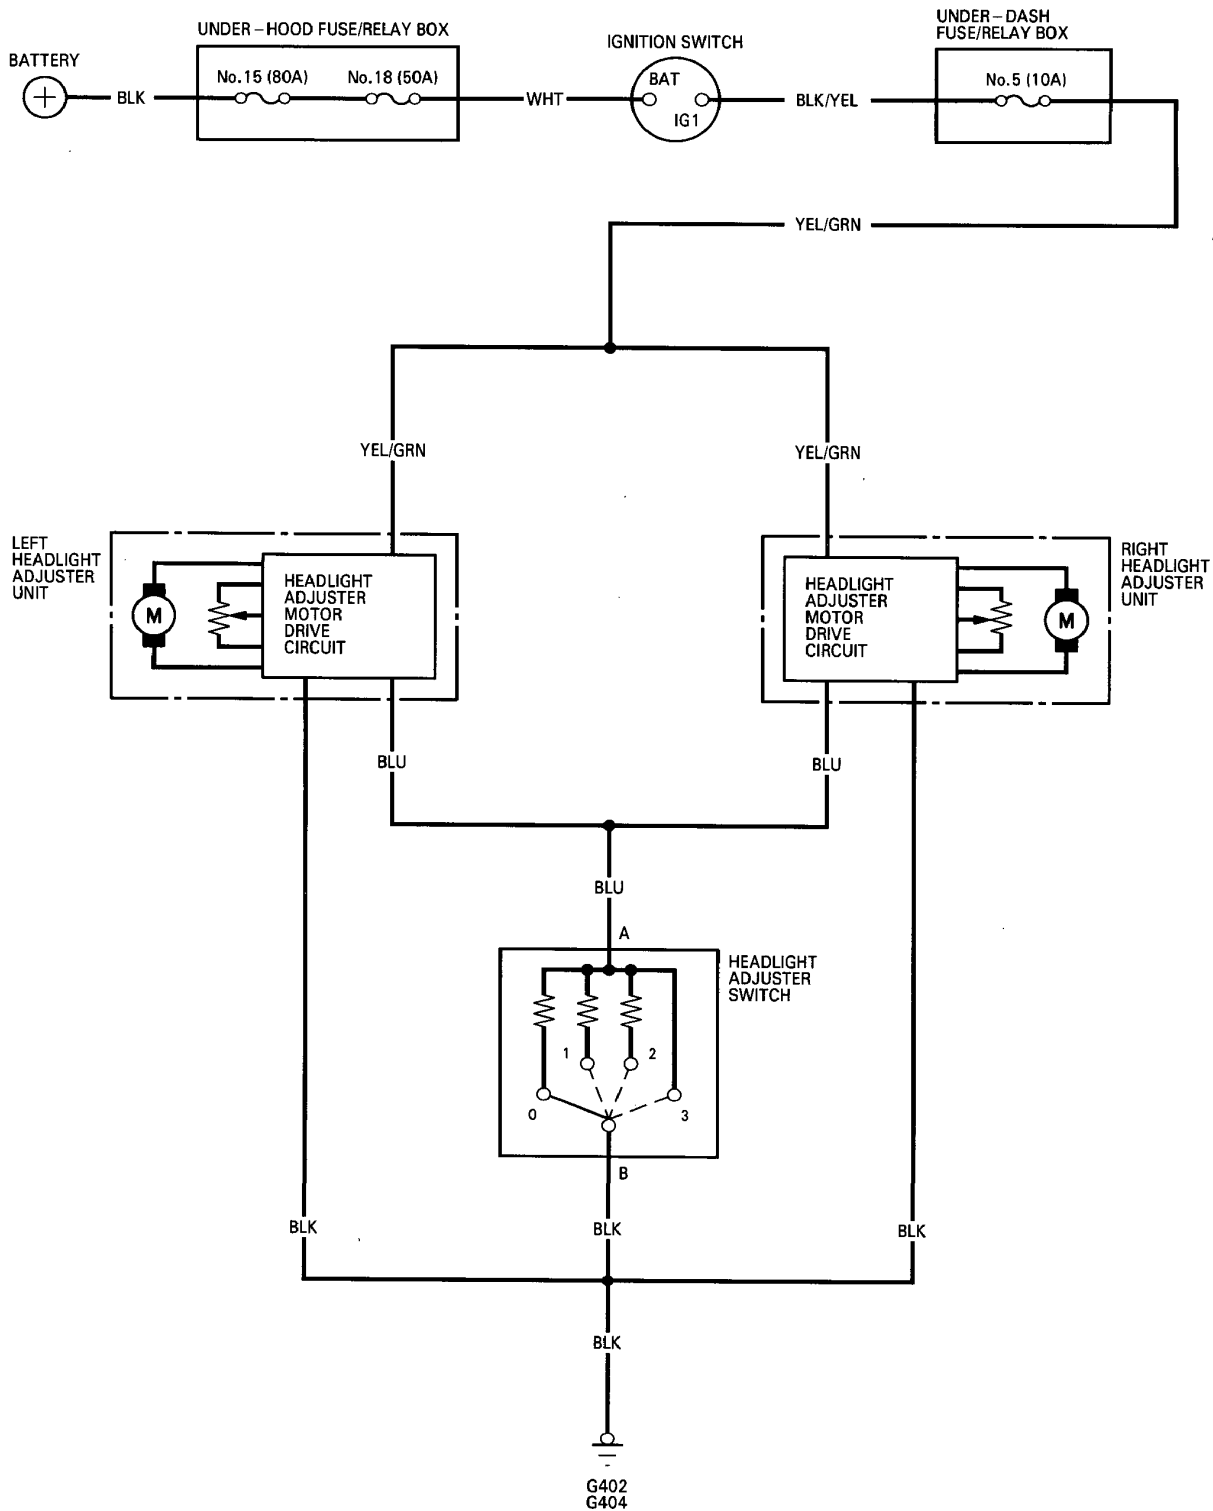 UNDER-HOOD FUSE/RELAY BOX
UNDER-DASH
FUSE/RELAY BOX
IGNITION SWITCH
BATTERY
No.15 (80A)
No.18 (50A)
BAT
No.5 (10A)
+
BLK
WHT
BLK/YEL
IG1
YEL/GRN
YEL/GRN
YEL/GRN
LEFT
HEADLIGHT
ADJUSTER
UNIT
M
HEADLIGHT
ADJUSTER
MOTOR
DRIVE
CIRCUIT
HEADLIGHT
ADJUSTER
MOTOR
DRIVE
CIRCUIT
M
RIGHT
HEADLIGHT
ADJUSTER
UNIT
BLU
BLU
BLU
A
HEADLIGHT
ADJUSTER
SWITCH
1
2
0
3
B
BLK
BLK
BLK
BLK
G402
G404